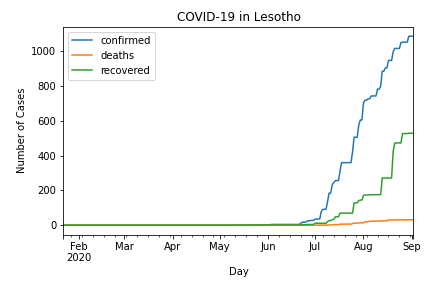 COVID-19 in Lesotho
confirmed
deaths
recovered
Number of Cases
1000
800
600
400
200
0
Feb Mar Apr May Jun Jul Aug Sep
2020
Day